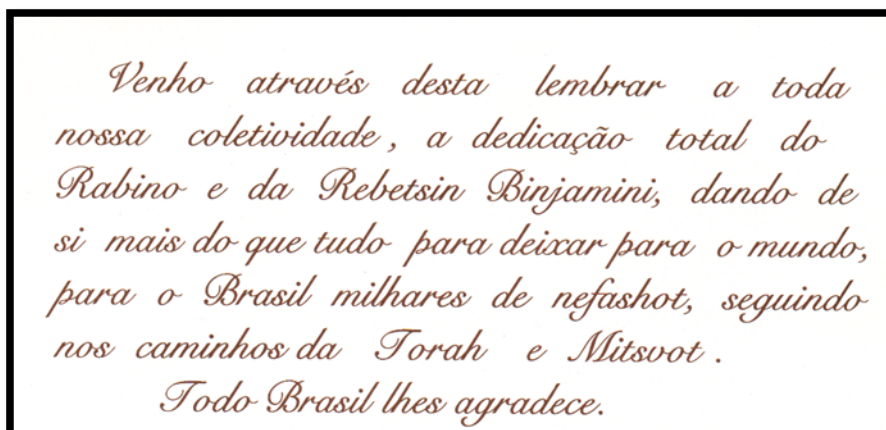 Venho através desta lembrar a toda
nossa coletividade, a dedicação total do
Rabino e da Rebetsin Binjamini, dando de
si mais do que tudo para deixar para o mundo,
para o Brasil milhares de nefashot, seguindo
nos caminhos da Torah e Mitsvot.
Todo Brasil lhes agradece.